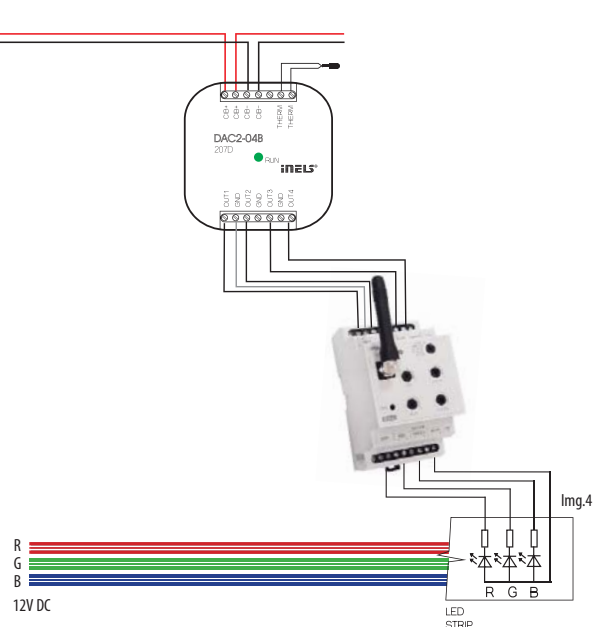 CIB+
CIB+
CIB-
CIB-
THERM
THERM
DAC2-04B
207D
RUN
iNELS®
OUT1
GND
OUT2
GND
OUT3
GND
OUT4
Img.4
R
G
B
12V DC
R G B
LED
STRIP